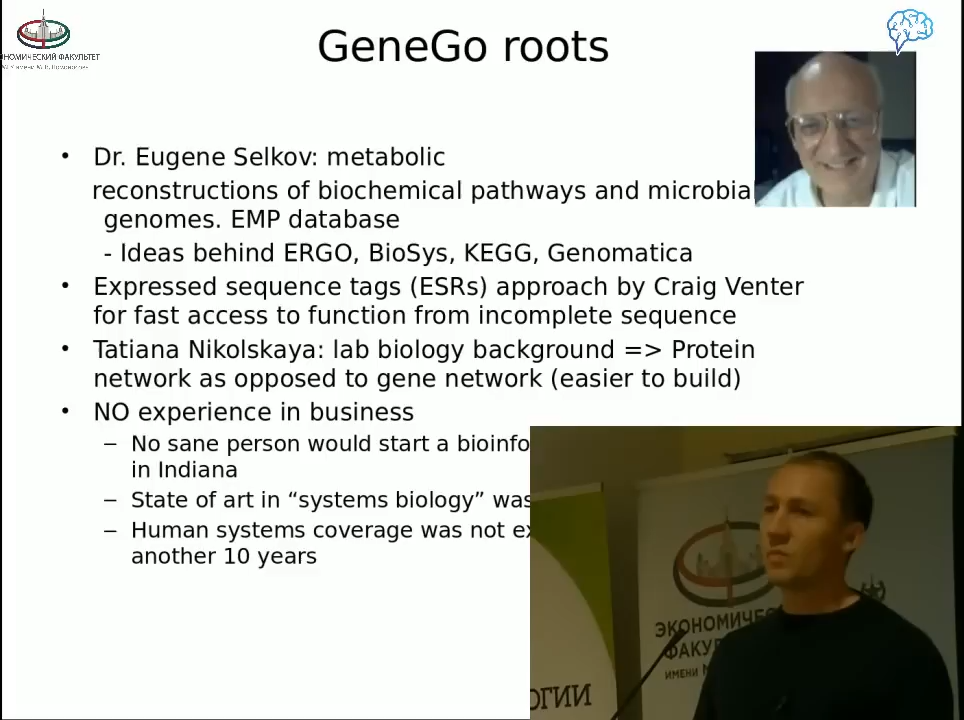 GeneGo roots
ЭКОНОМИЧЕСКИЙ ФАКУЛЬТЕТ
• Dr. Eugene Selkov: metabolic
reconstructions of biochemical pathways and microbia
genomes. EMP database
- Ideas behind ERGO, BioSys, KEGG, Genomatica
• Expressed sequence tags (ESRs) approach by Craig Venter
for fast access to function from incomplete sequence
• Tatiana Nikolskaya: lab biology background => Protein
network as opposed to gene network (easier to build)
• NO experience in business
– No sane person would start a bioinfo
in Indiana
– State of art in “systems biology” was
– Human systems coverage was not ex
another 10 years
ЭКОНОМИЧЕС
ФАКУ
ИМЕНИ М
ОГИИ